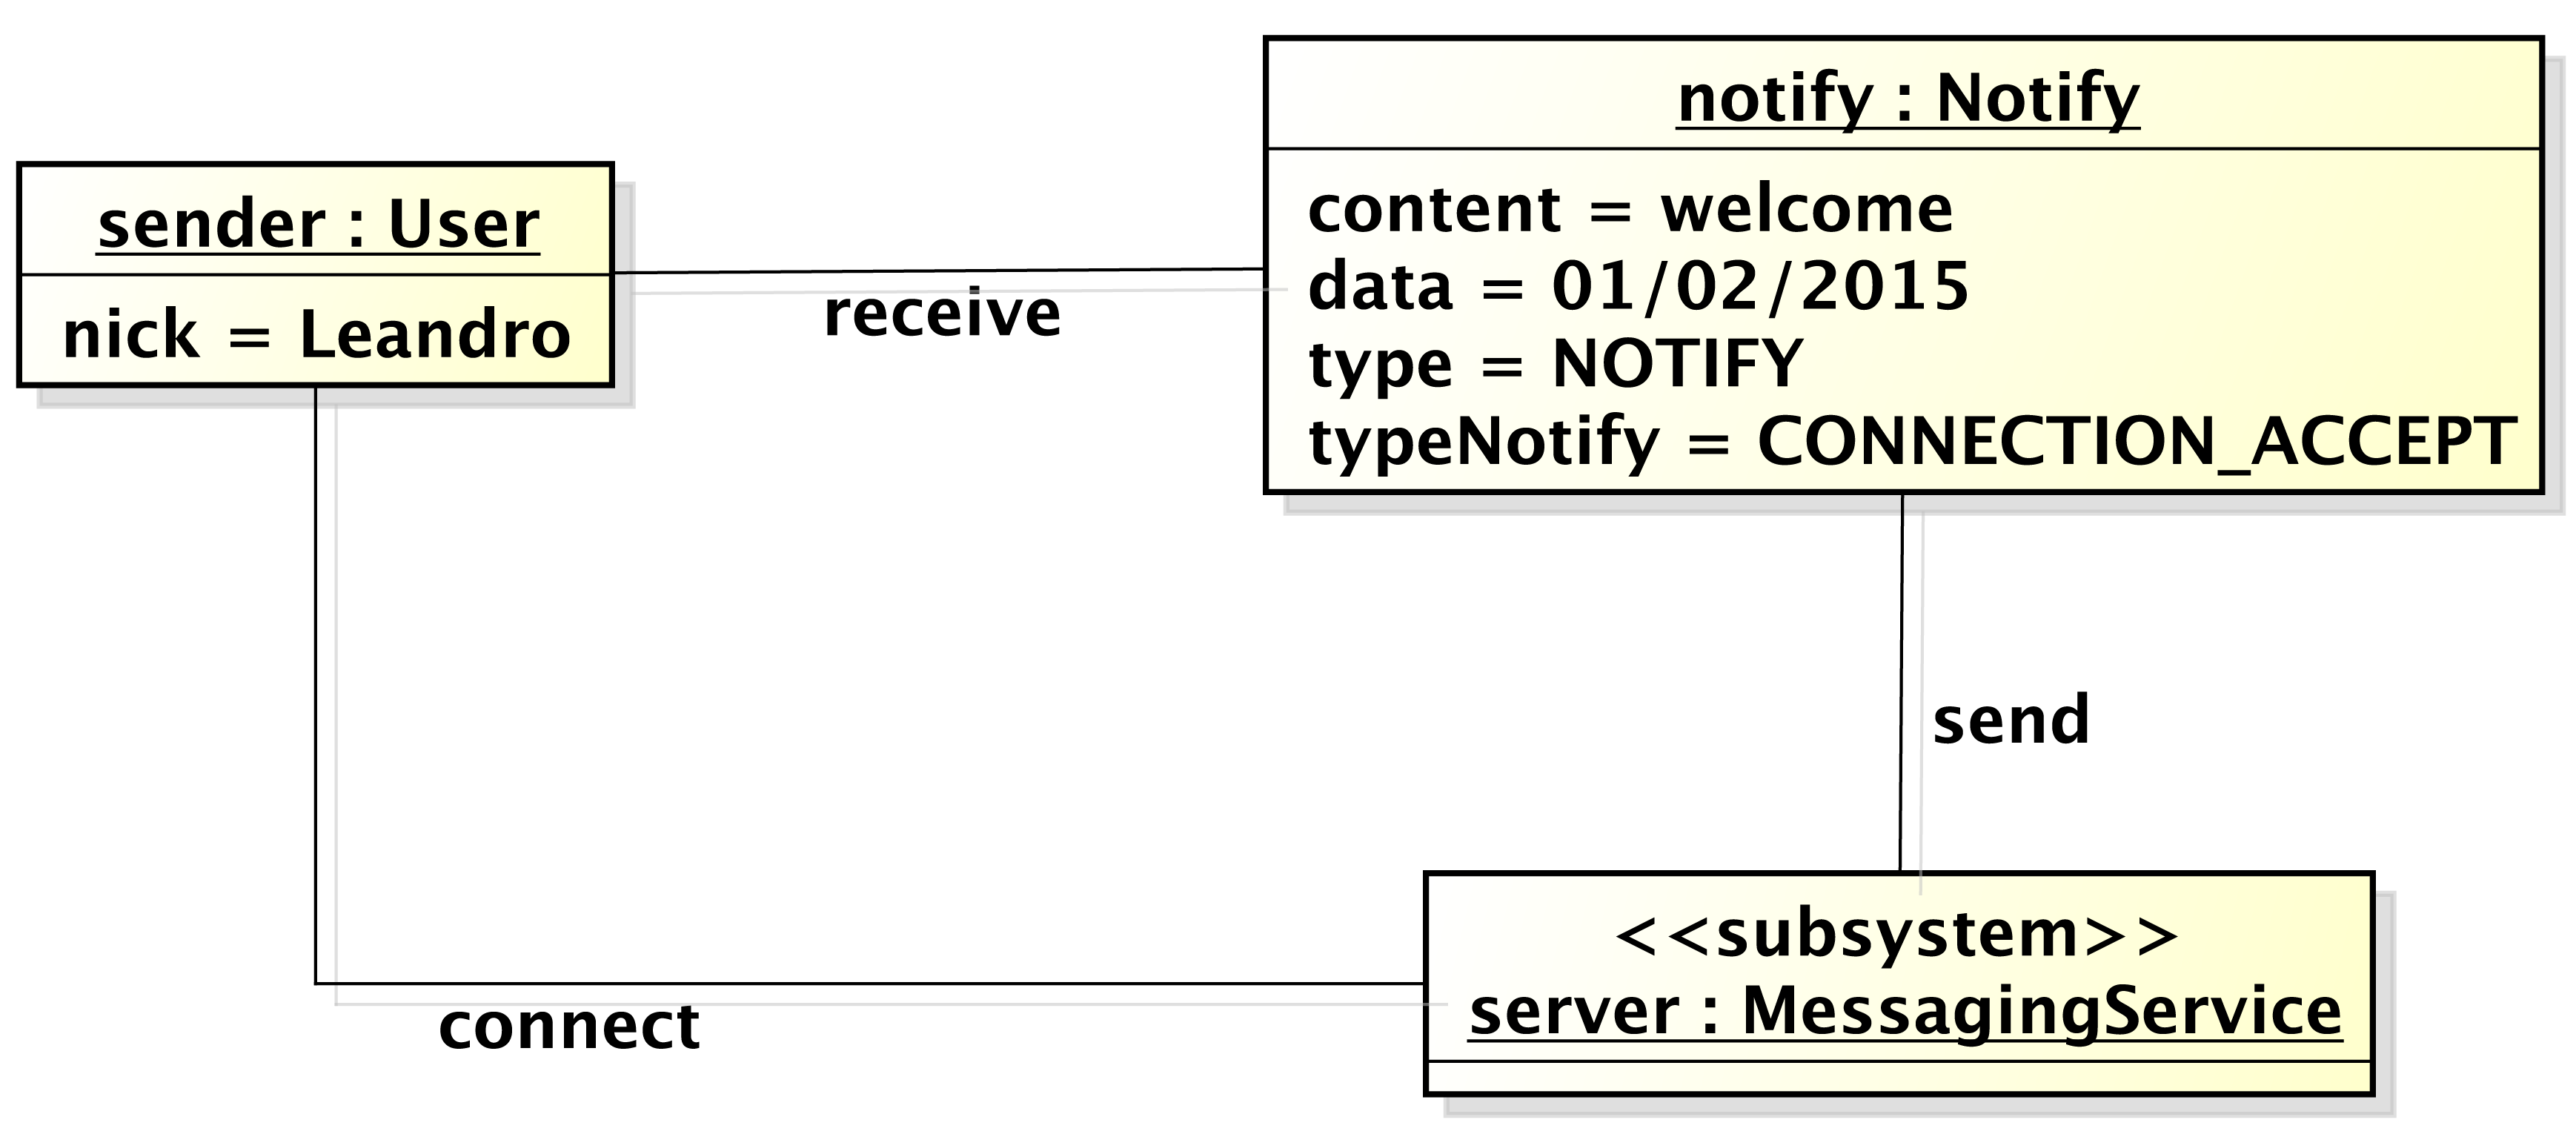 sender : User
nick = Leandro
receive
notify : Notify
content = welcome
data = 01/02/2015
type = NOTIFY
typeNotify = CONNECTION_ACCEPT
send
connect
<<subsystem>>
server : MessagingService